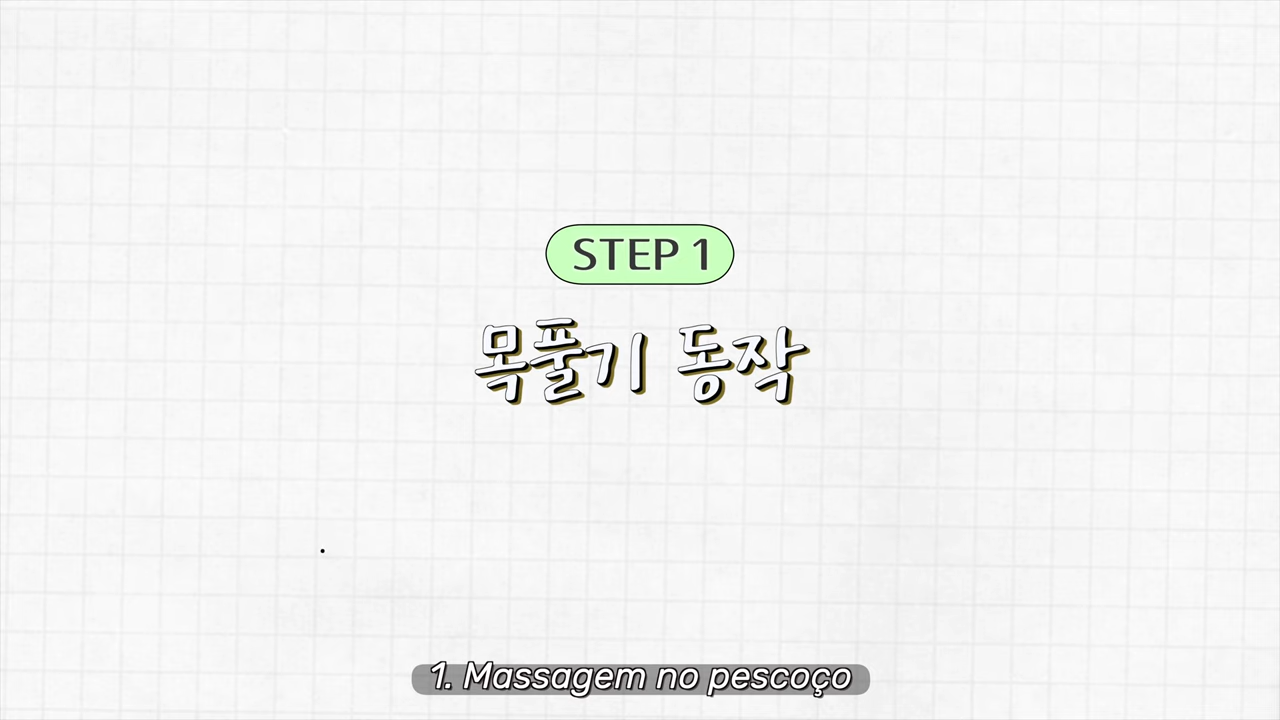 STEP 1
목풀기 동작
1. Massagem no pescoço